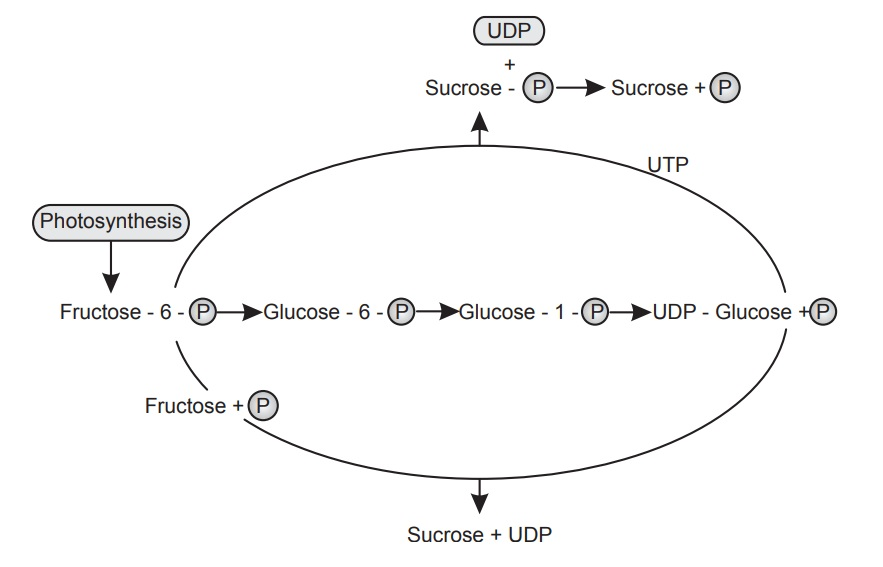 UDP
+
Sucrose - P Sucrose + P
UTP
Photosynthesis
Fructose - 6 - P Glucose - 6 - P Glucose - 1 - P UDP - Glucose + P
Fructose + P
Sucrose + UDP